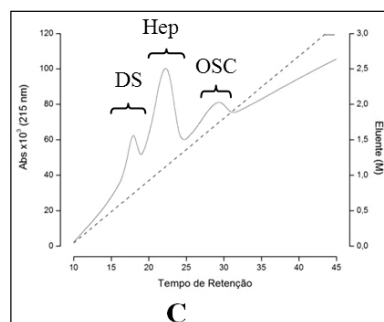 Hep
DS
OSC
Abs x10³ (215 nm)
120
100
80
60
40
20
0
3,0
2,5
2,0
1,5
1,0
0,5
0,0
Eluente (M)
10 15 20 25 30 35 40 45
Tempo de Retenção
C